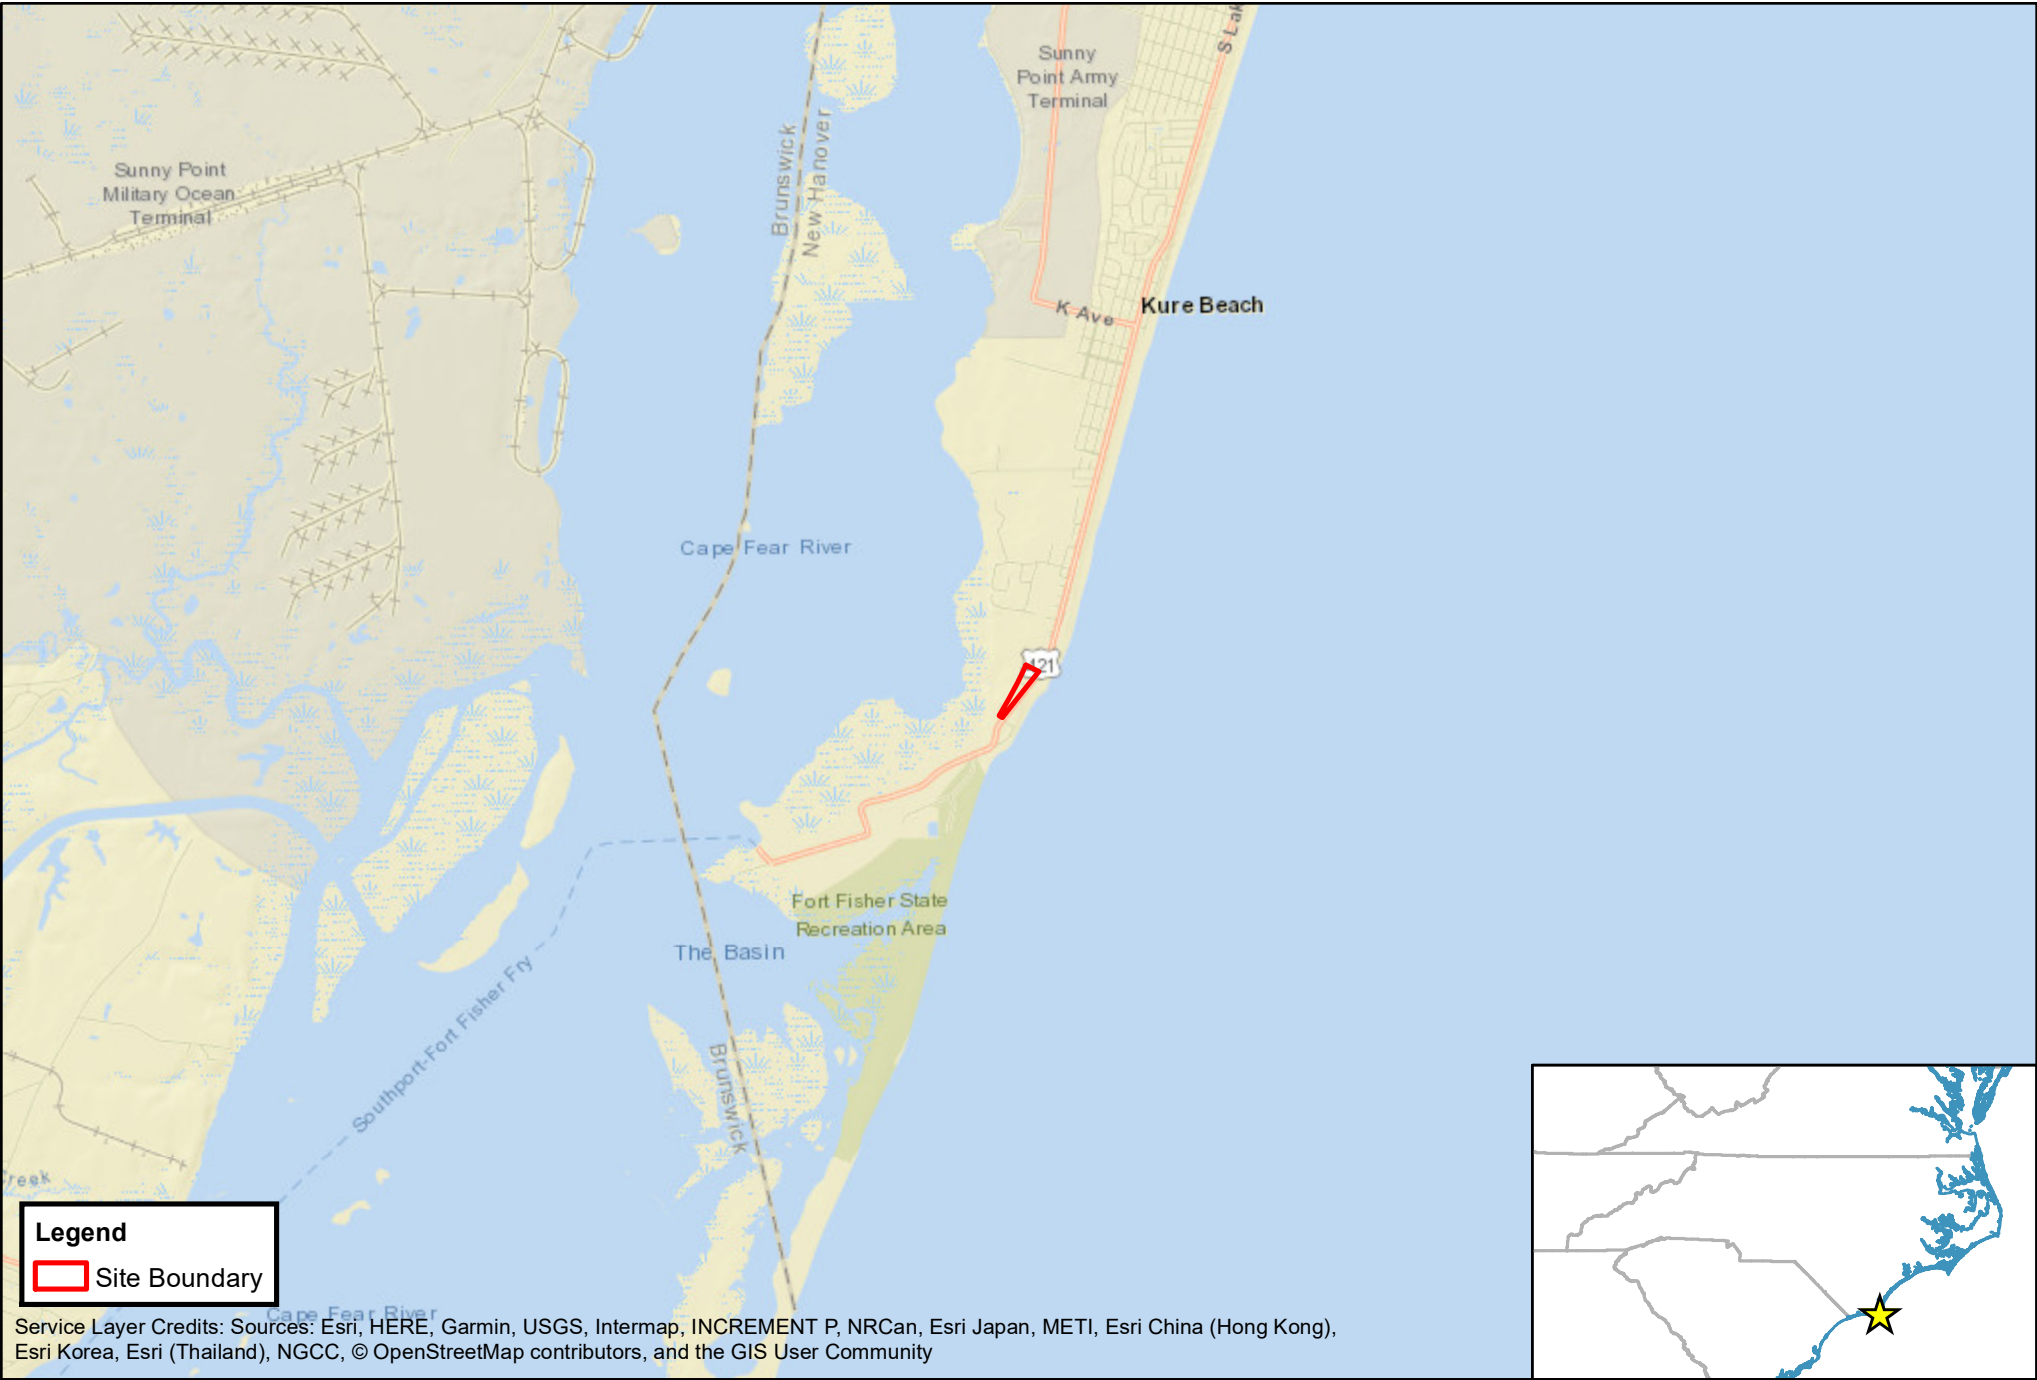 S Lak
Sunny
Point Army
Terminal
Sunny Point
Military Ocean
Terminal
Brunswick
New Hanover
K Ave
Kure Beach
Cape Fear River
421
Fort Fisher State
Recreation Area
The Basin
Southport-Fort Fisher Fry
Brunswick
Creek
Legend
Site Boundary
Cape Fear River
Service Layer Credits: Sources: Esri, HERE, Garmin, USGS, Intermap, INCREMENT P, NRCan, Esri Japan, METI, Esri China (Hong Kong),
Esri Korea, Esri (Thailand), NGCC, © OpenStreetMap contributors, and the GIS User Community